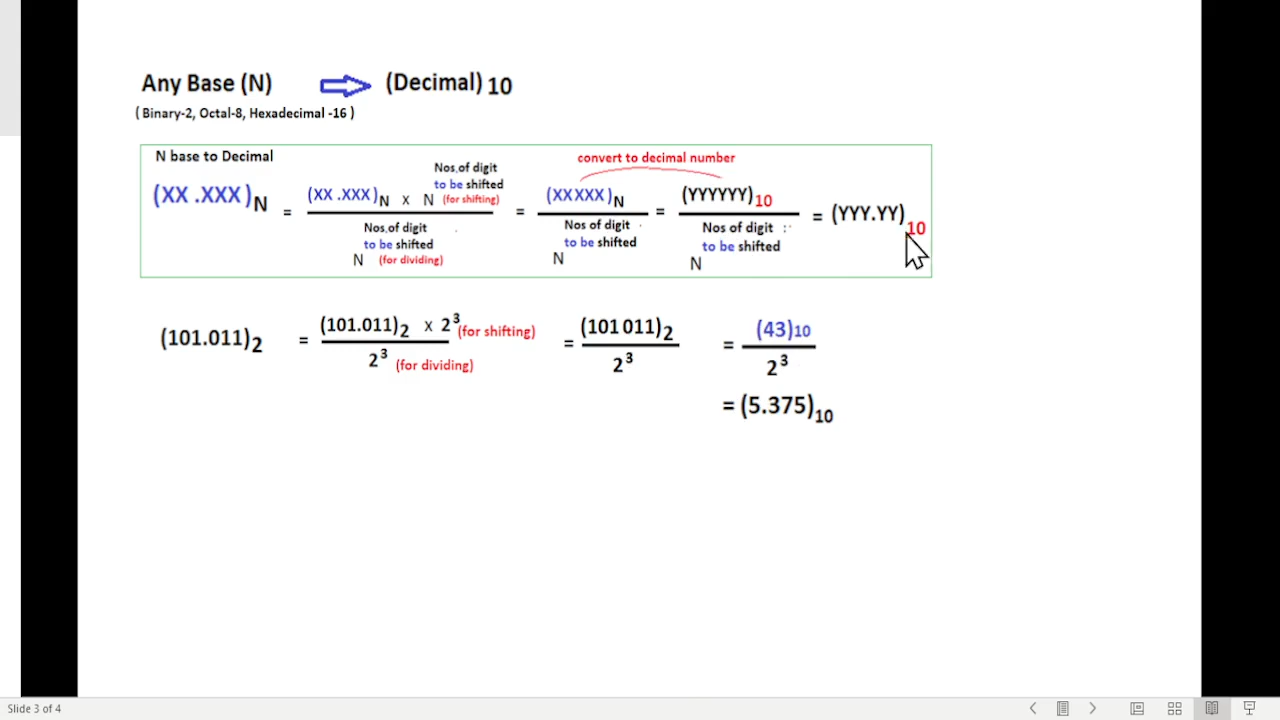 Any Base (N) (Decimal) 10
( Binary-2, Octal-8, Hexadecimal -16 )
N base to Decimal
convert to decimal number
(XX .XXX )N = (XX .XXX )N x N Nos.of digit to be shifted (for shifting) / N Nos.of digit to be shifted (for dividing) = (XXXXX )N / N Nos of digit to be shifted = (YYYYYY)10 / N Nos of digit to be shifted = (YYY.YY)10
(101.011)2 = (101.011)2 x 2^3 (for shifting) / 2^3 (for dividing) = (101 011)2 / 2^3 = (43)10 / 2^3
= (5.375)10
Slide 3 of 4